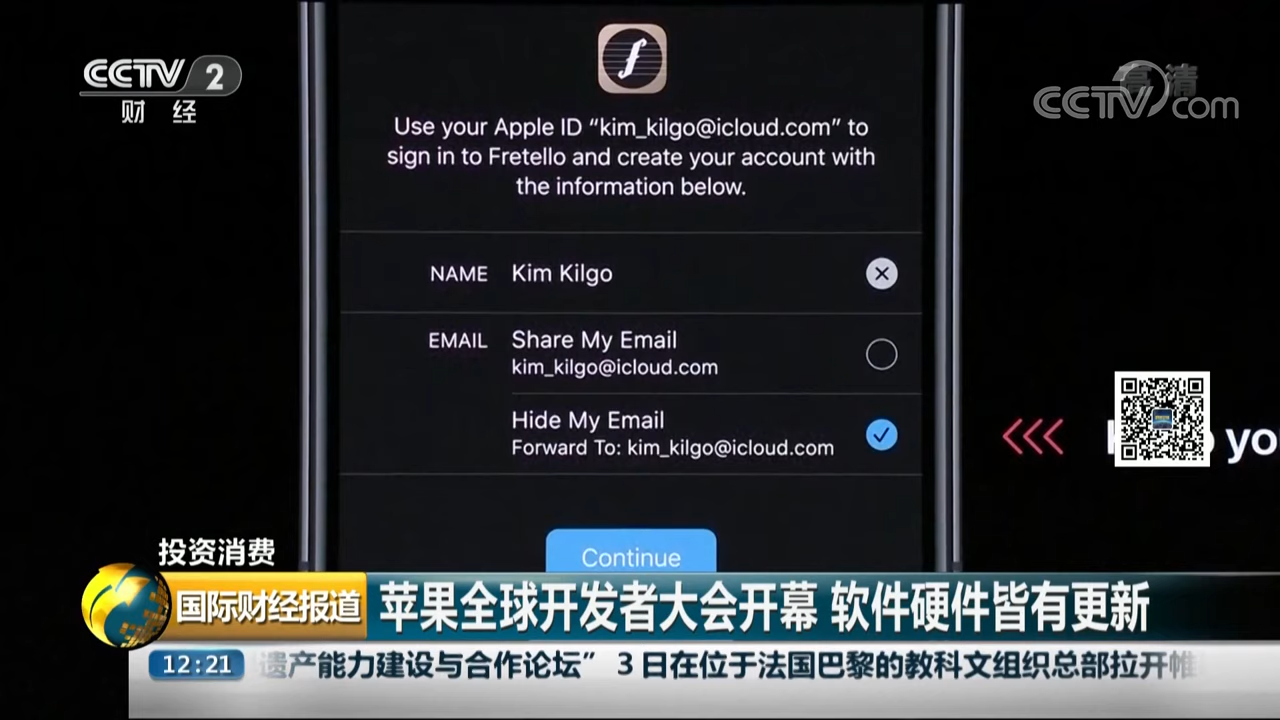 CCTV 2
财经
高清
CCTV.com
f
Use your Apple ID “kim_kilgo@icloud.com” to
sign in to Fretello and create your account with
the information below.
NAME Kim Kilgo
EMAIL Share My Email
kim_kilgo@icloud.com
Hide My Email
Forward To: kim_kilgo@icloud.com
yo
Continue
投资消费
国际财经报道
苹果全球开发者大会开幕 软件硬件皆有更新
12:21 遗产能力建设与合作论坛” 3日在位于法国巴黎的教科文组织总部拉开帷